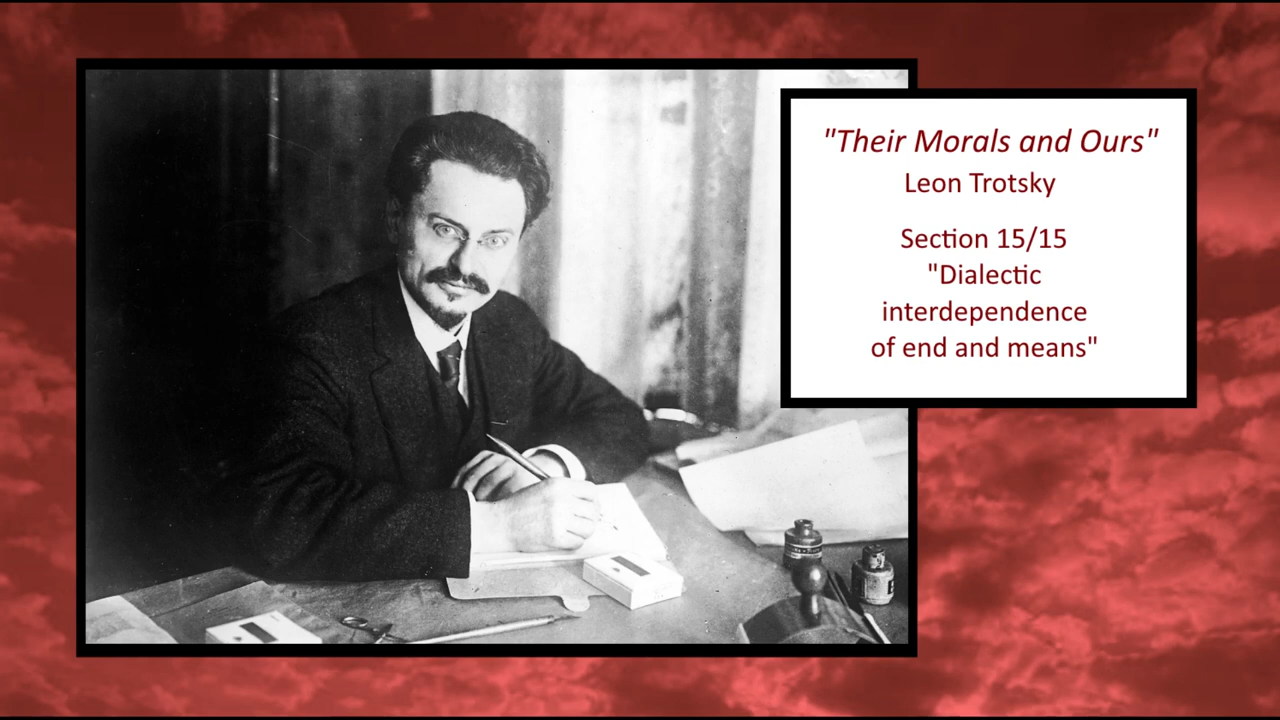 "Their Morals and Ours"
Leon Trotsky
Section 15/15
"Dialectic
interdependence
of end and means"